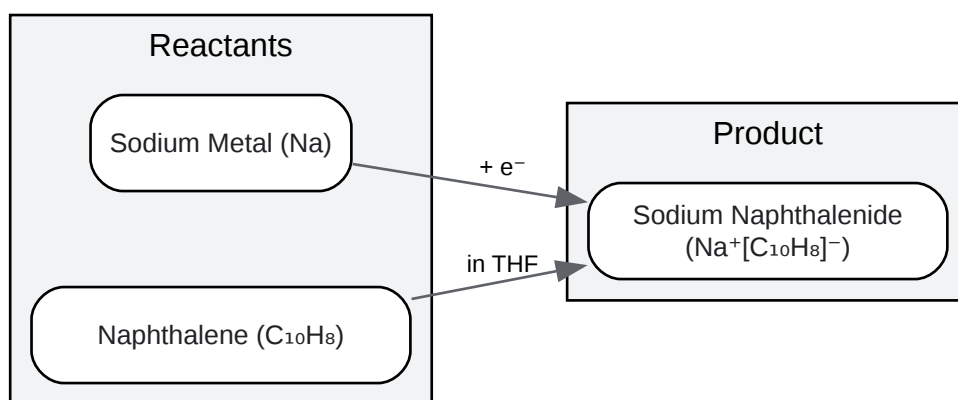 Reactants
Sodium Metal (Na)
+ e⁻
Product
Sodium Naphthalenide
(Na⁺[C₁₀H₈]⁻)
in THF
Naphthalene (C₁₀H₈)